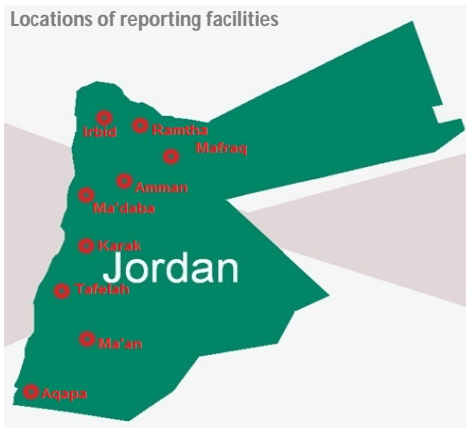 Locations of reporting facilities
Irbid
Ramtha
Mafraq
Amman
Ma'daba
Karak
Jordan
Tafelah
Ma'an
Aqapa